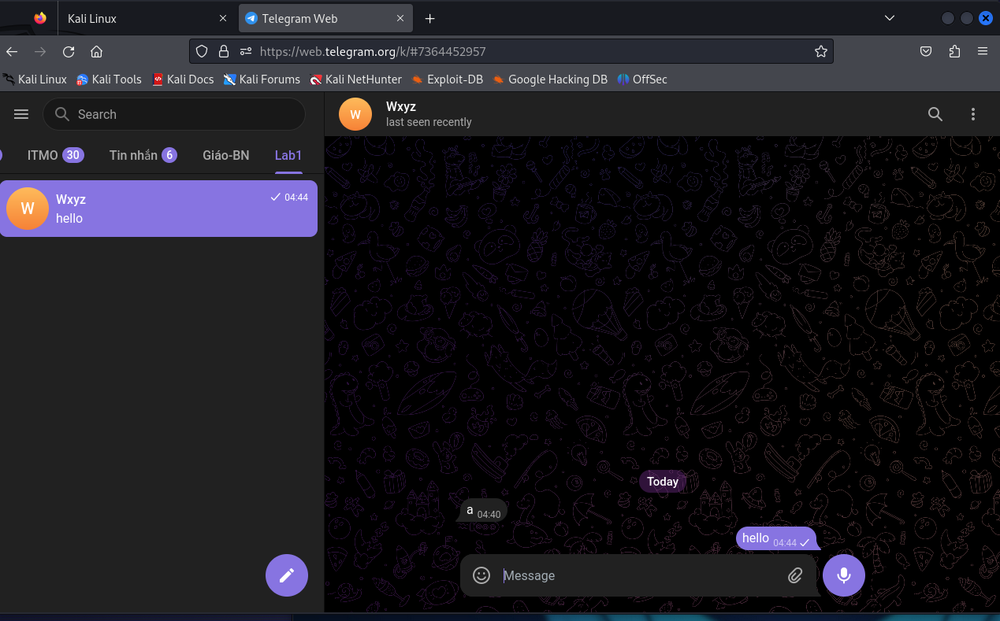 Kali Linux
Telegram Web
https://web.telegram.org/k/#7364452957
Kali Linux Kali Tools Kali Docs Kali Forums Kali NetHunter Exploit-DB Google Hacking DB OffSec
Search
ITMO 30 Tin nhắn 6 Giáo-BN Lab1
W
Wxyz
04:44
hello
W
Wxyz
last seen recently
Today
a 04:40
hello 04:44
Message